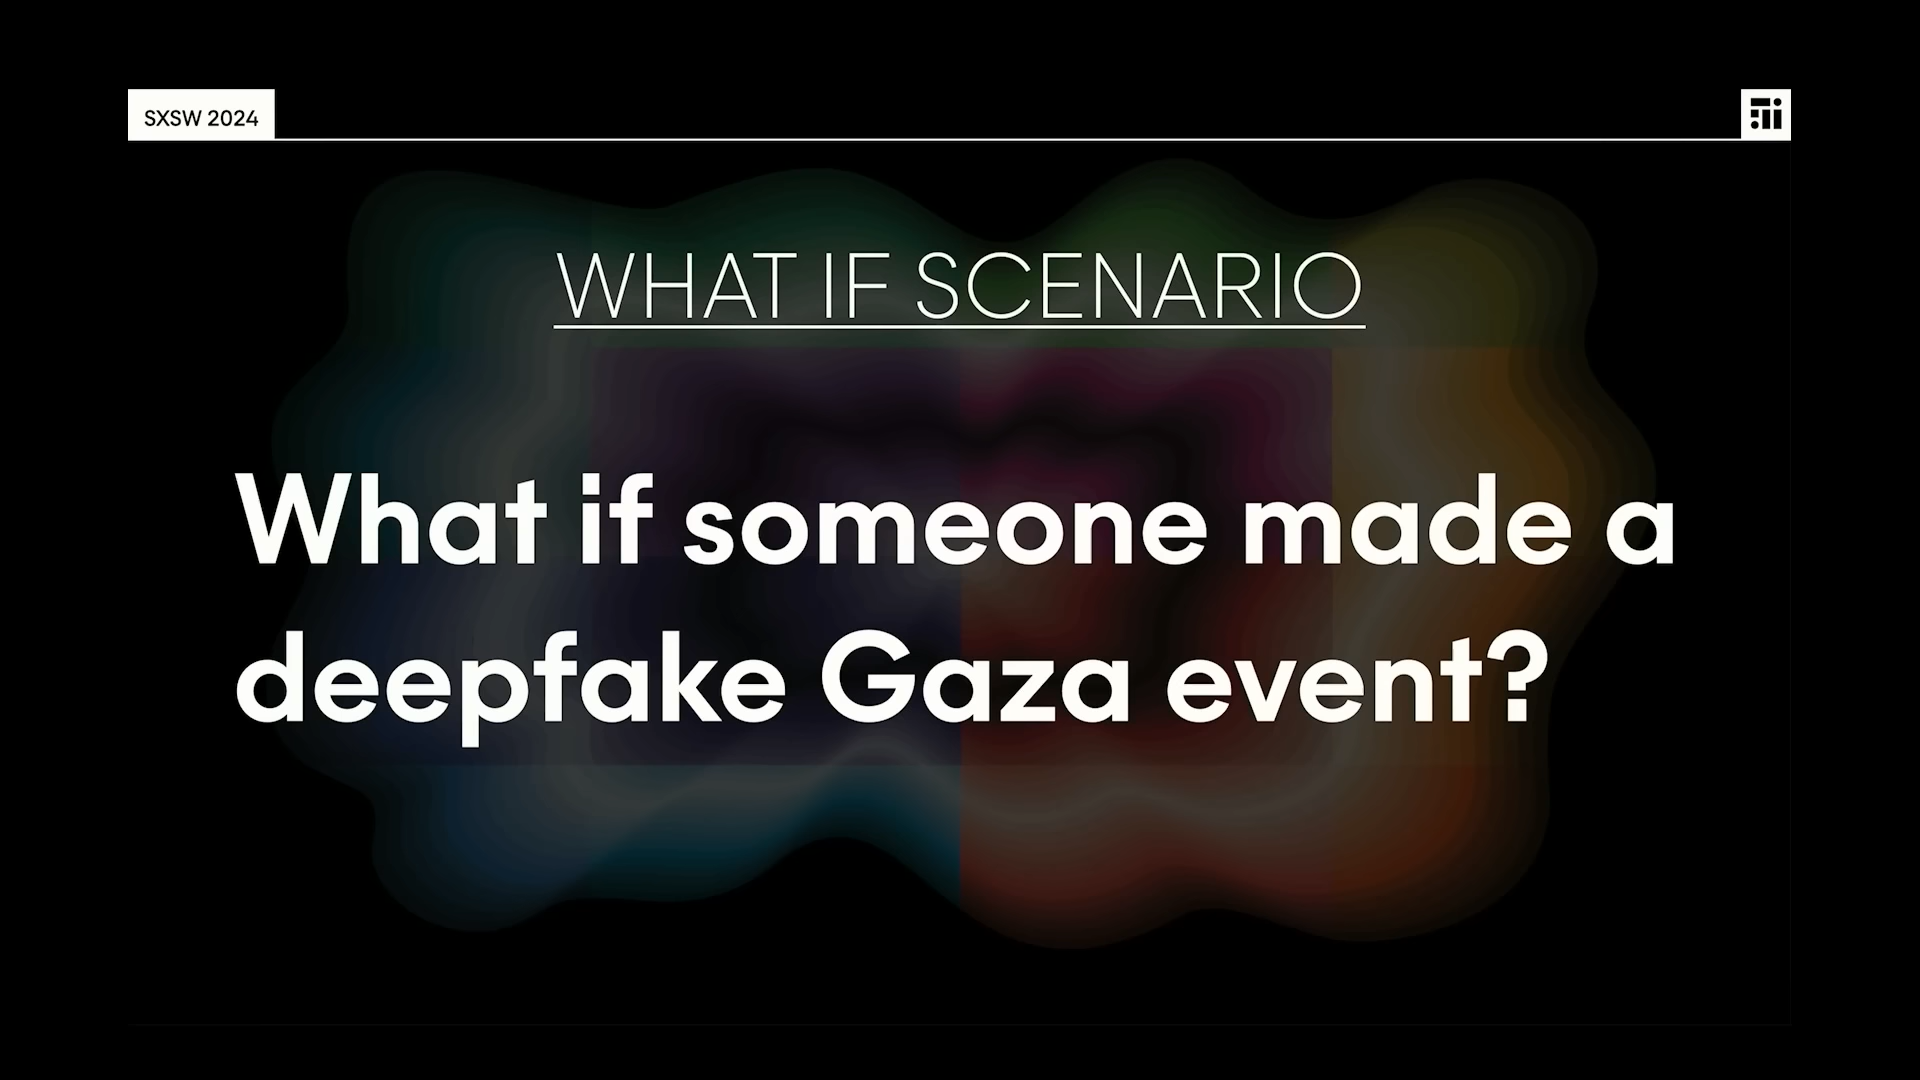 SXSW 2024
WHAT IF SCENARIO
What if someone made a
deepfake Gaza event?